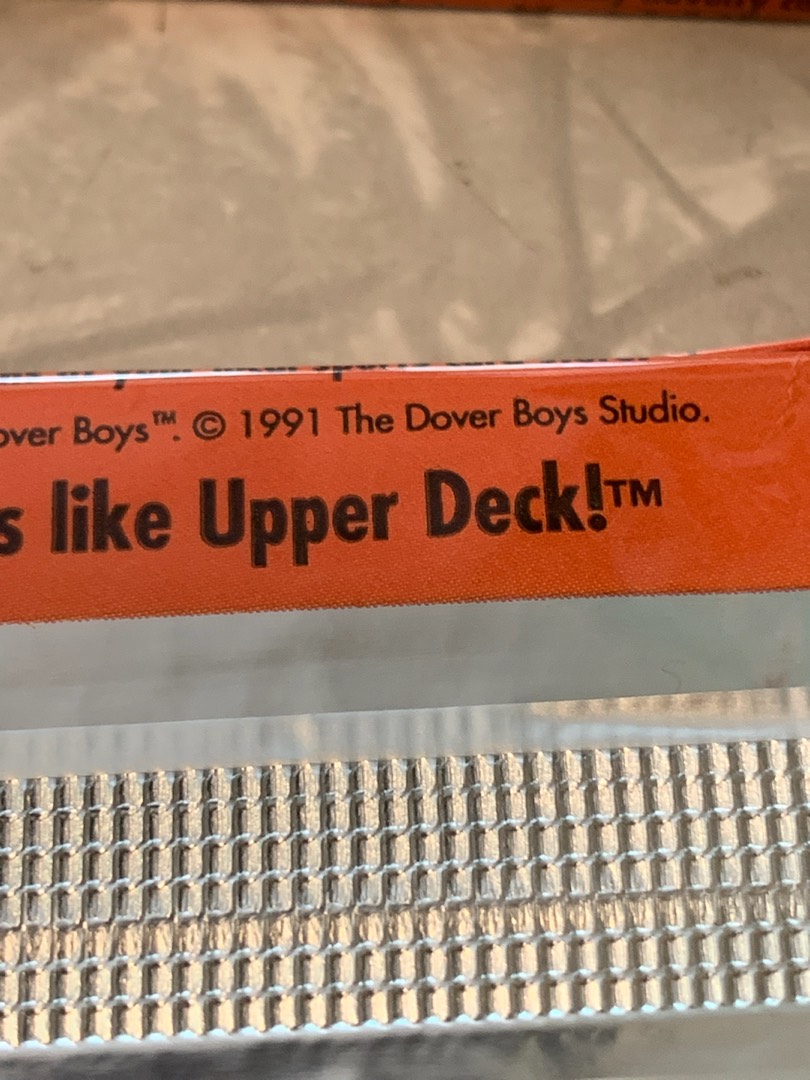 over Boys™. © 1991 The Dover Boys Studio.
s like Upper Deck!™